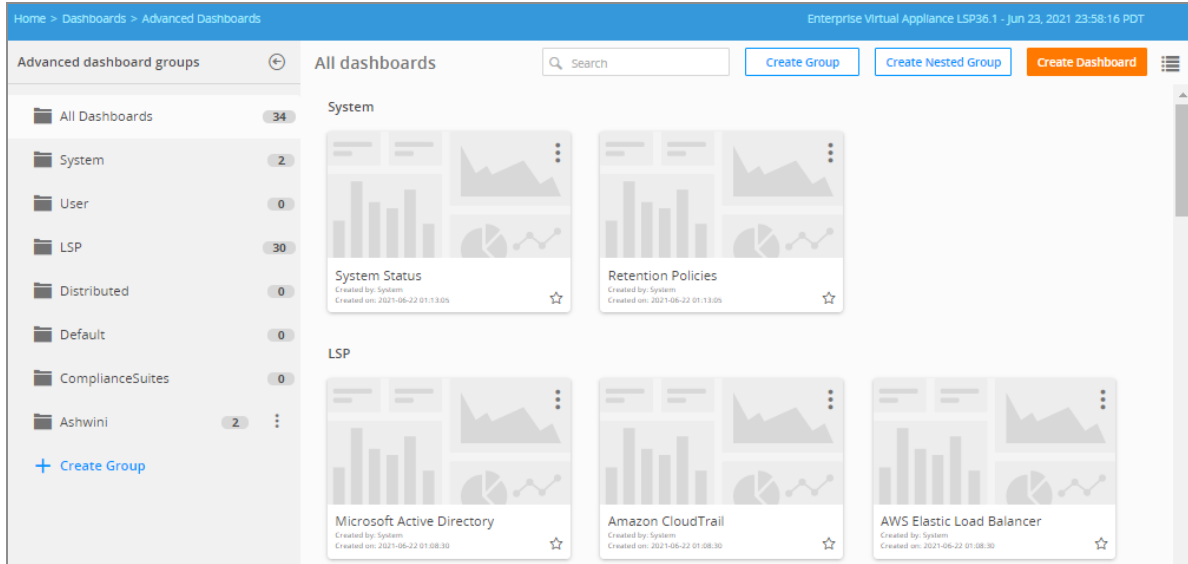 Home > Dashboards > Advanced Dashboards
Enterprise Virtual Appliance LSP36.1 - Jun 23, 2021 23:58:16 PDT
Advanced dashboard groups
All Dashboards 34
System 2
User 0
LSP 30
Distributed 0
Default 0
ComplianceSuites 0
Ashwini 2
+ Create Group
All dashboards
Search
Create Group
Create Nested Group
Create Dashboard
System
System Status
Created by: System
Created on: 2021-06-22 01:13:05
Retention Policies
Created by: System
Created on: 2021-06-22 01:13:05
LSP
Microsoft Active Directory
Created by: System
Created on: 2021-06-22 01:08:30
Amazon CloudTrail
Created by: System
Created on: 2021-06-22 01:08:30
AWS Elastic Load Balancer
Created by: System
Created on: 2021-06-22 01:08:30